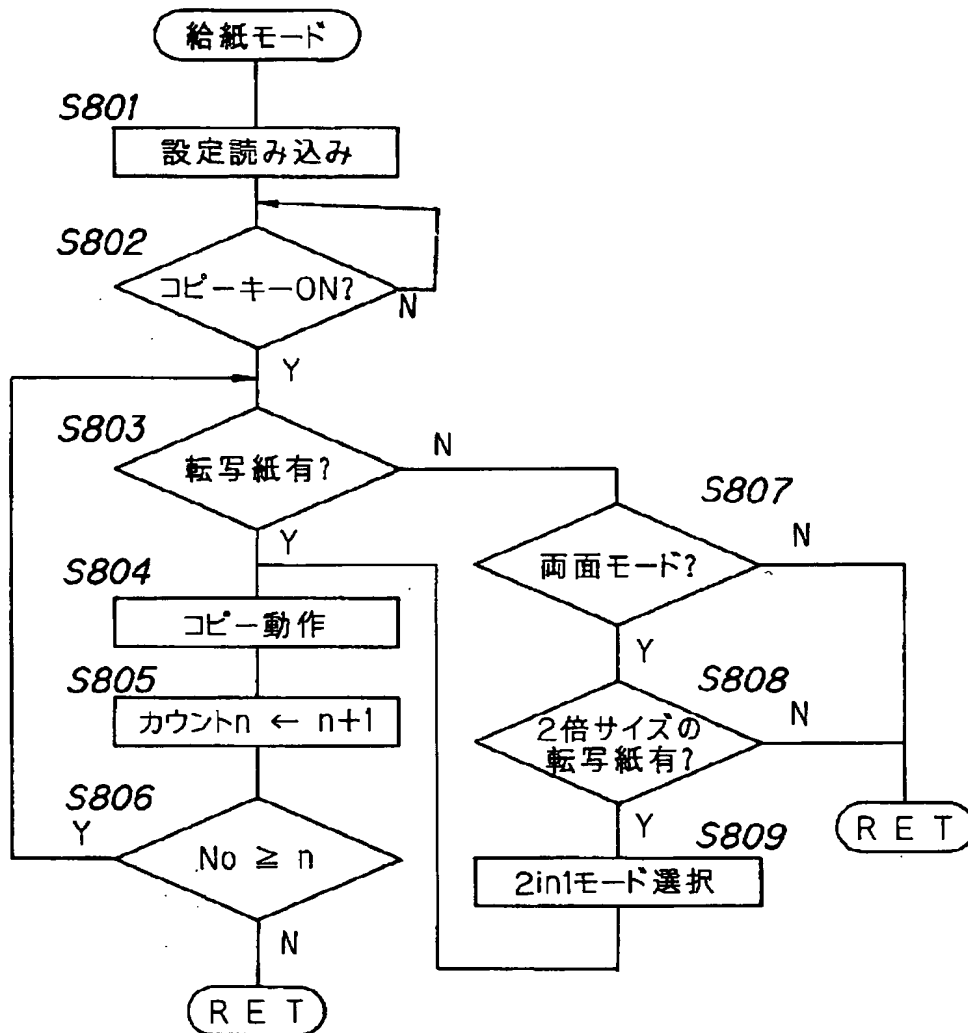 給紙モード
S801
設定読み込み
S802
コピーキーON?
N
Y
S803
転写紙有?
N
Y
S804
コピー動作
S805
カウントn ← n+1
S806
Y
No ≧ n
N
RET
S807
両面モード?
N
Y
S808
2倍サイズの
転写紙有?
N
Y
S809
2in1モード選択
RET